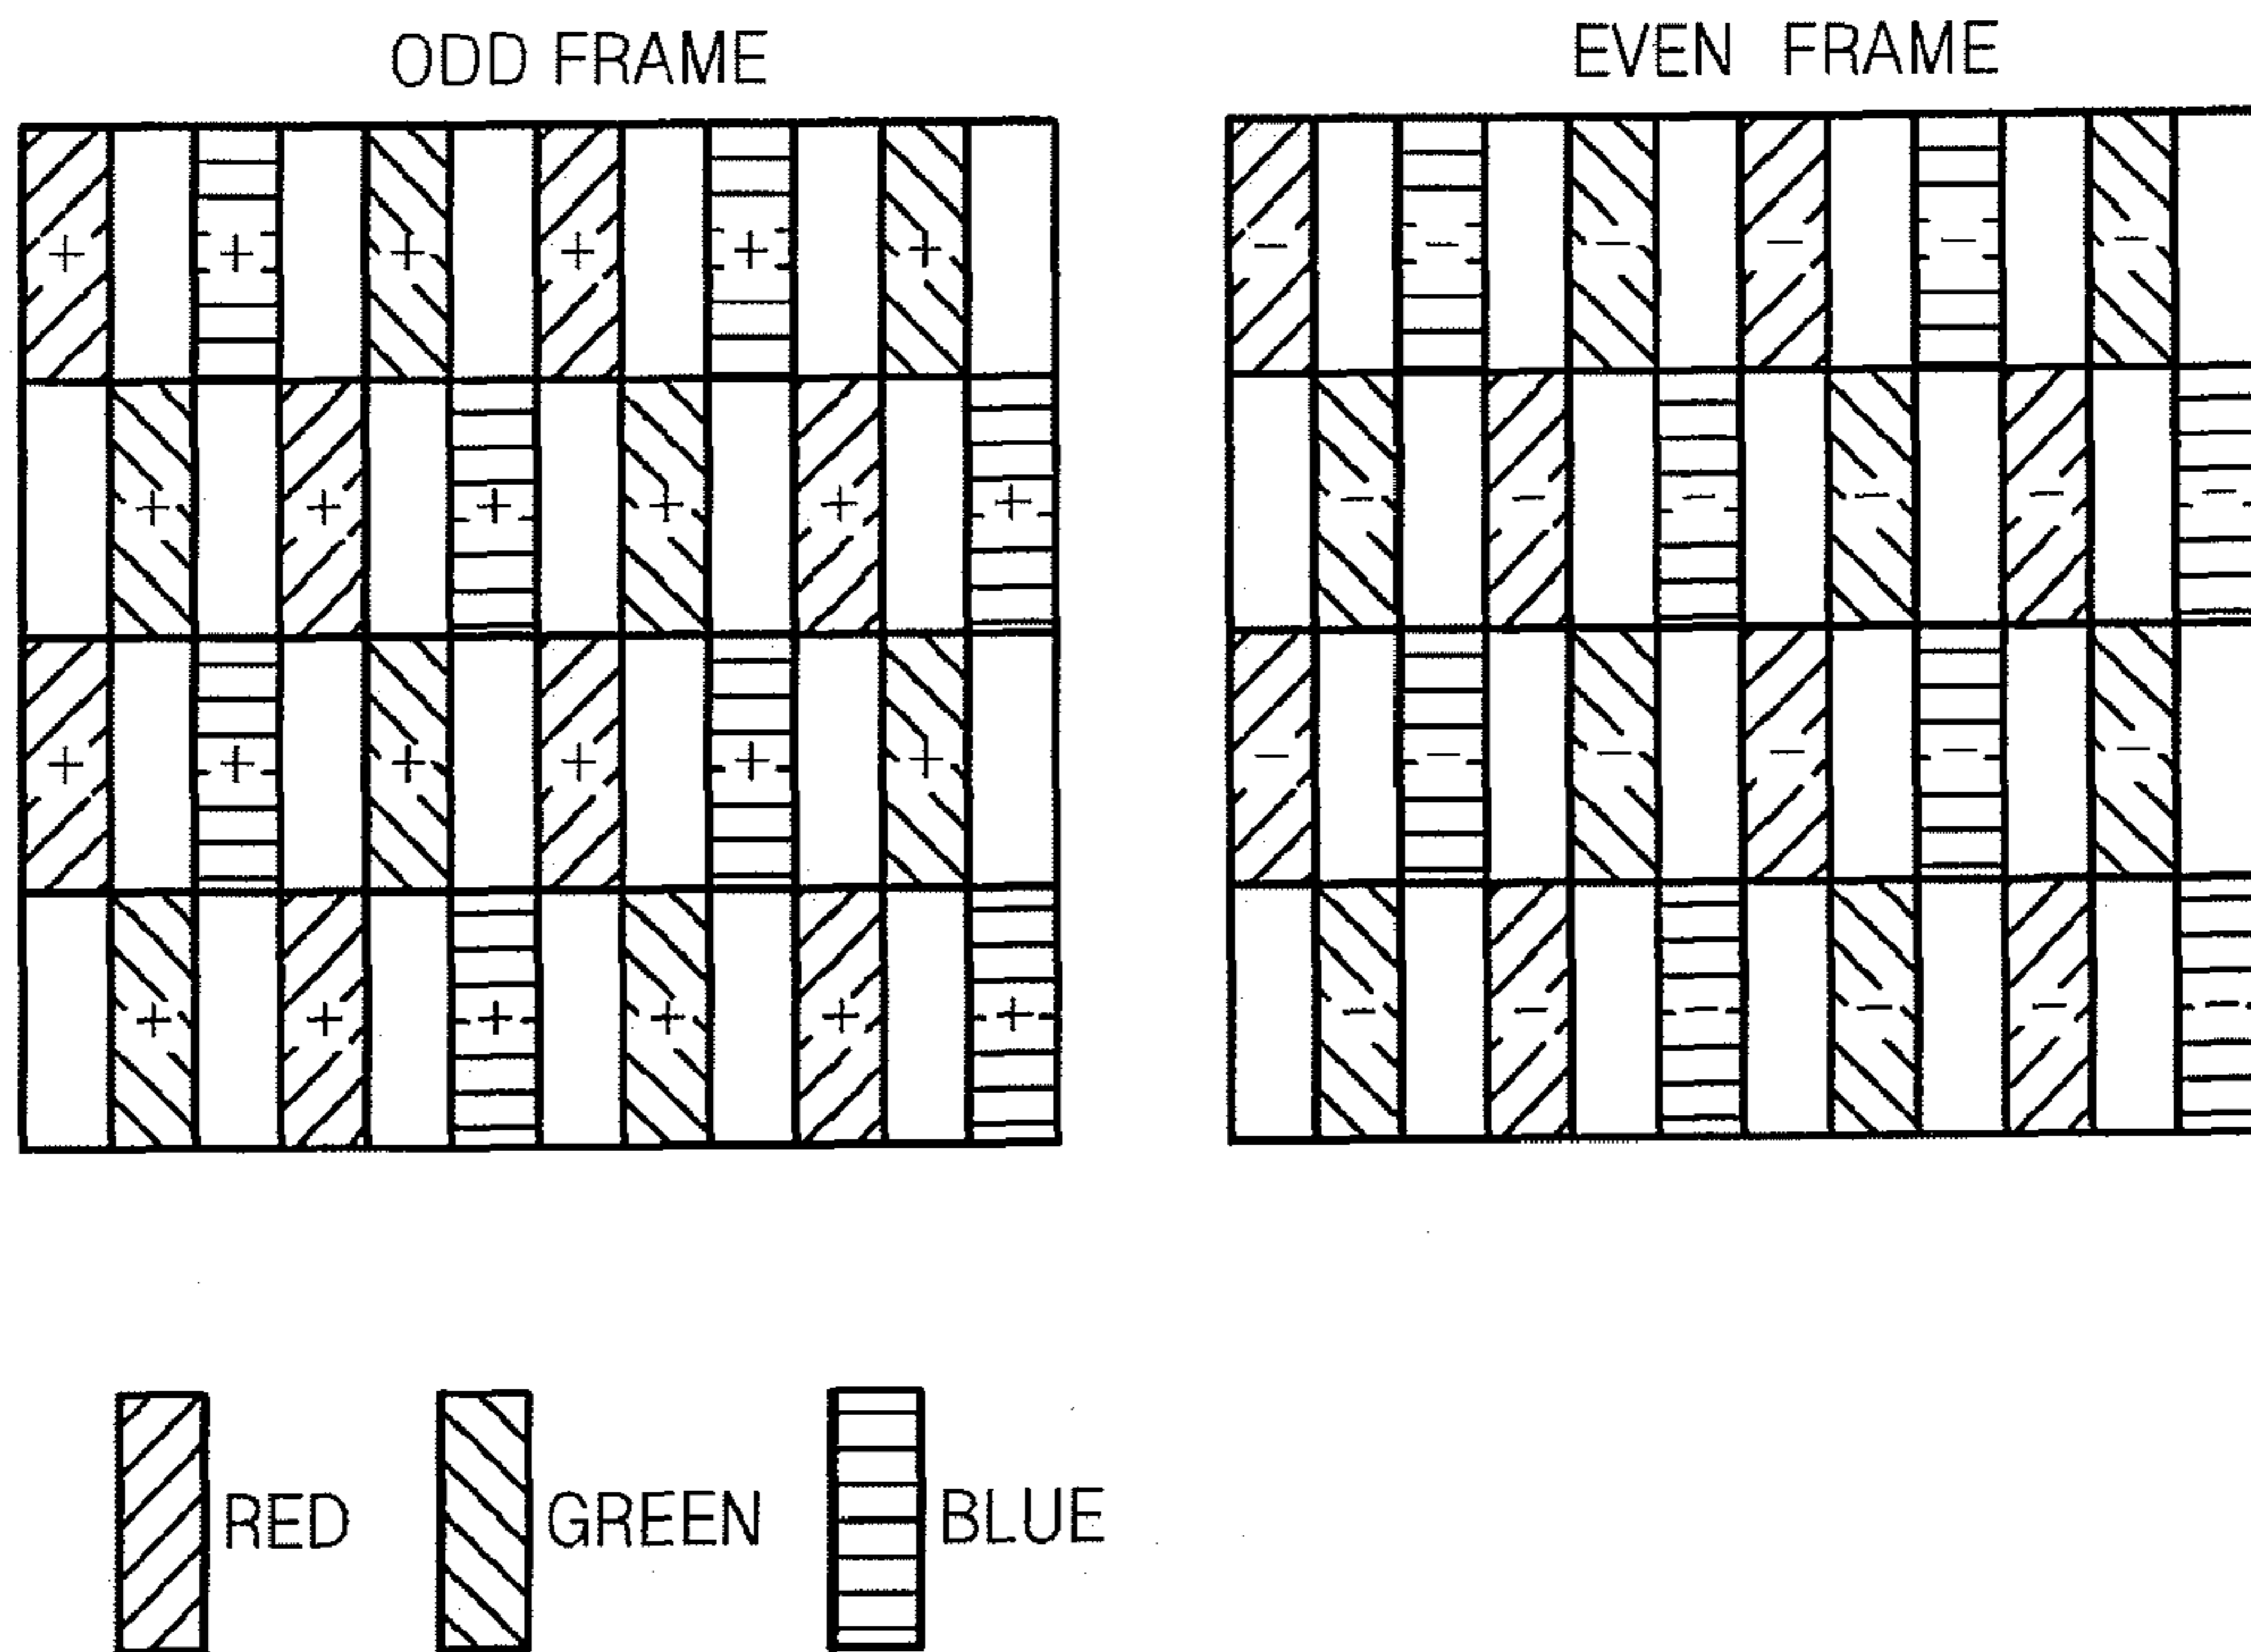 ODD FRAME
EVEN FRAME
+ + + + + +
- - - - - -
+ + + + + +
- - - - - -
+ + + + + +
- - - - - -
+ + + + + +
- - - - - -
RED
GREEN
BLUE